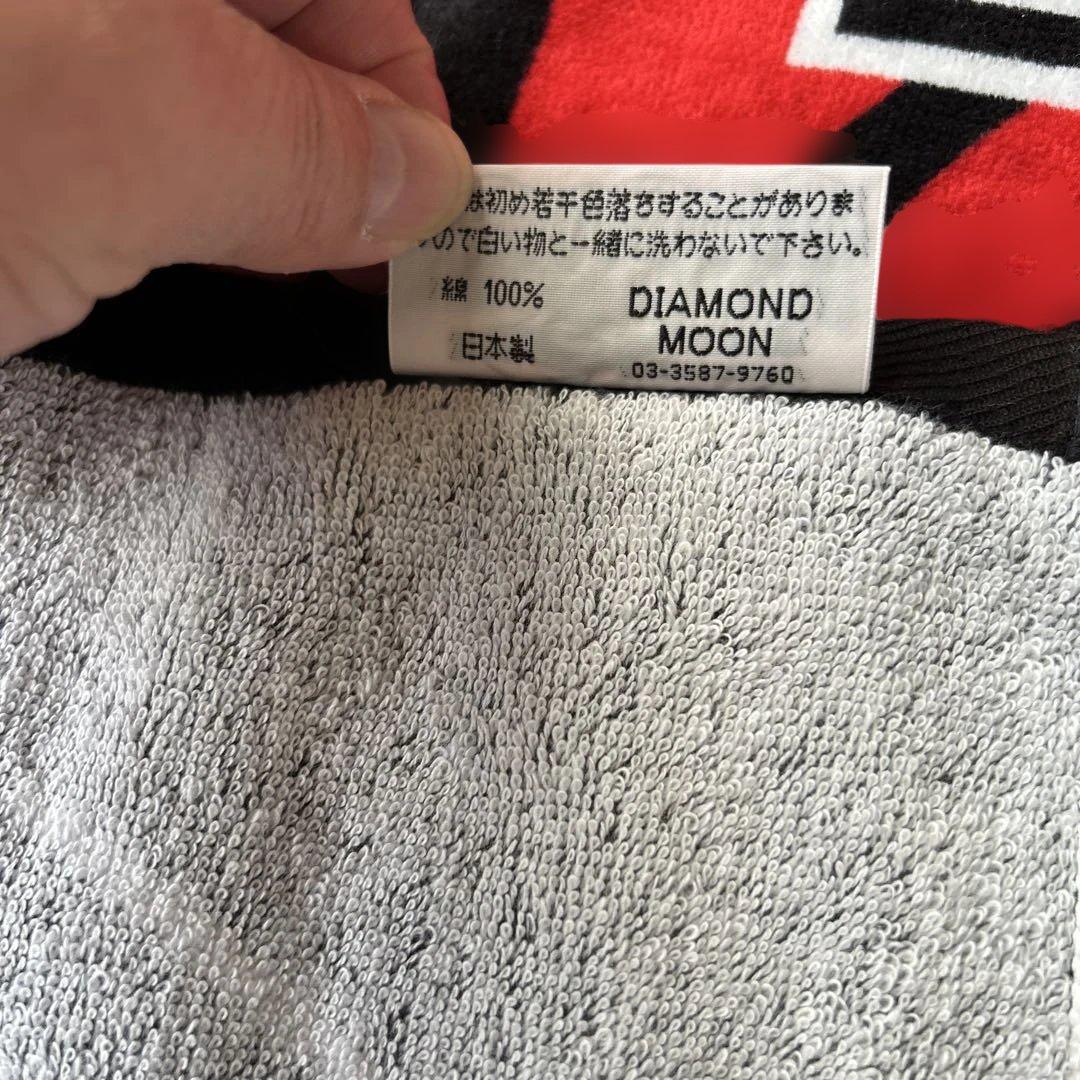 は初め若干色落ちすることがありま
ので白い物と一緒に洗わないで下さい。
綿 100%
DIAMOND
MOON
日本製
03-3587-9760